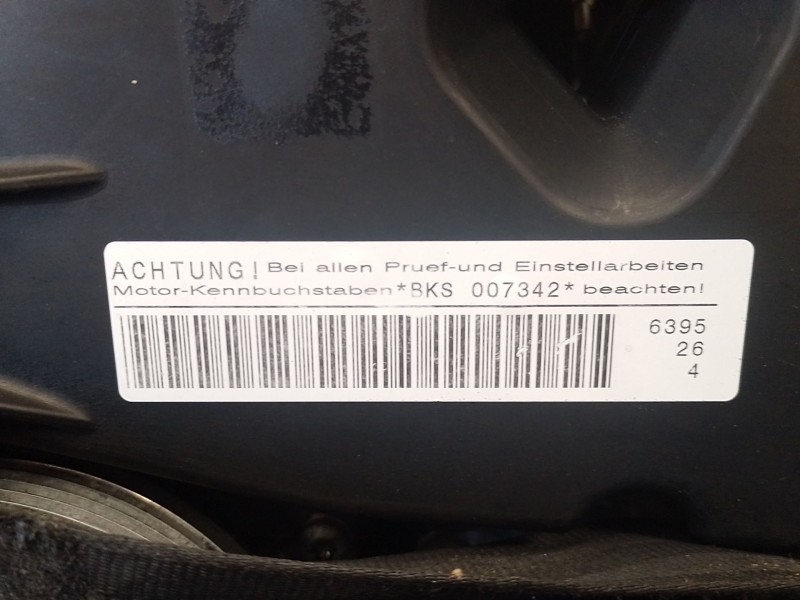 ACHTUNG! Bei allen Pruef-und Einstellarbeiten
Motor-Kennbuchstaben *BKS 007342* beachten!
6395
26
4